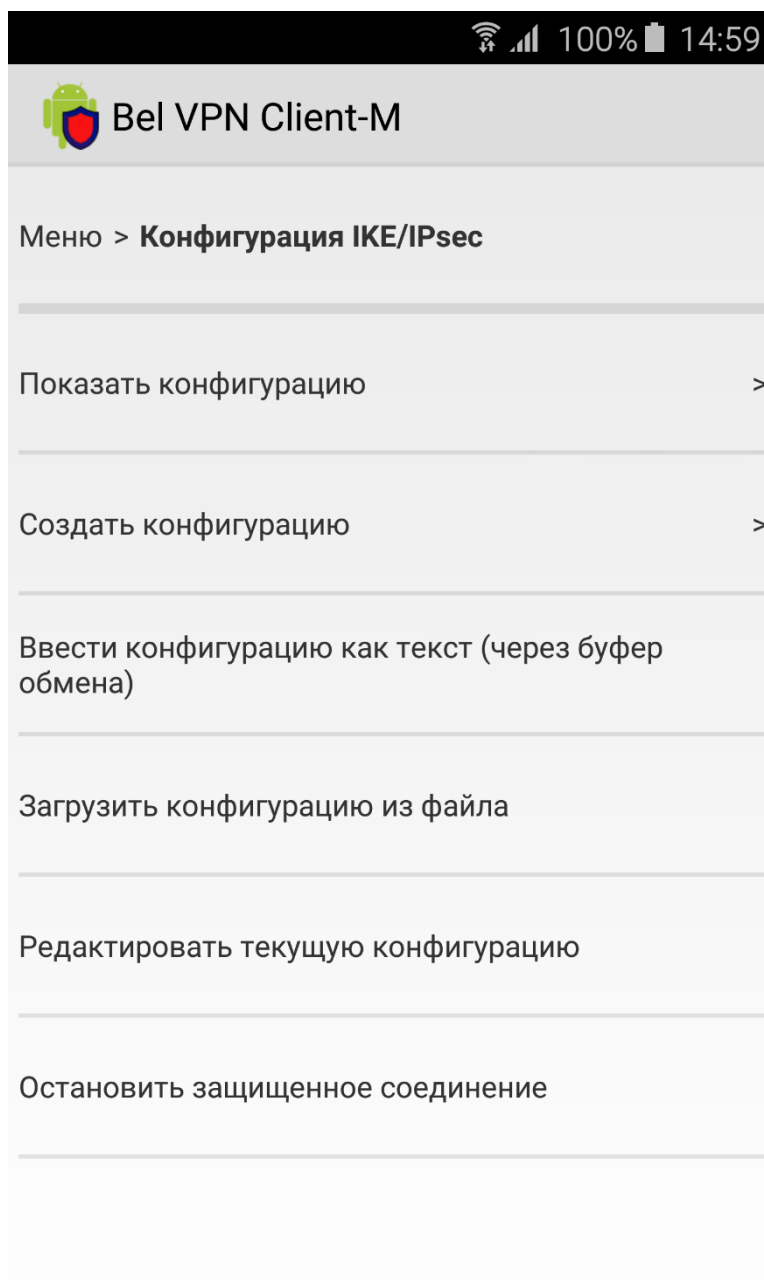 100% 14:59
Bel VPN Client-M
Меню > Конфигурация IKE/IPsec
Показать конфигурацию >
Создать конфигурацию >
Ввести конфигурацию как текст (через буфер
обмена)
Загрузить конфигурацию из файла
Редактировать текущую конфигурацию
Остановить защищенное соединение